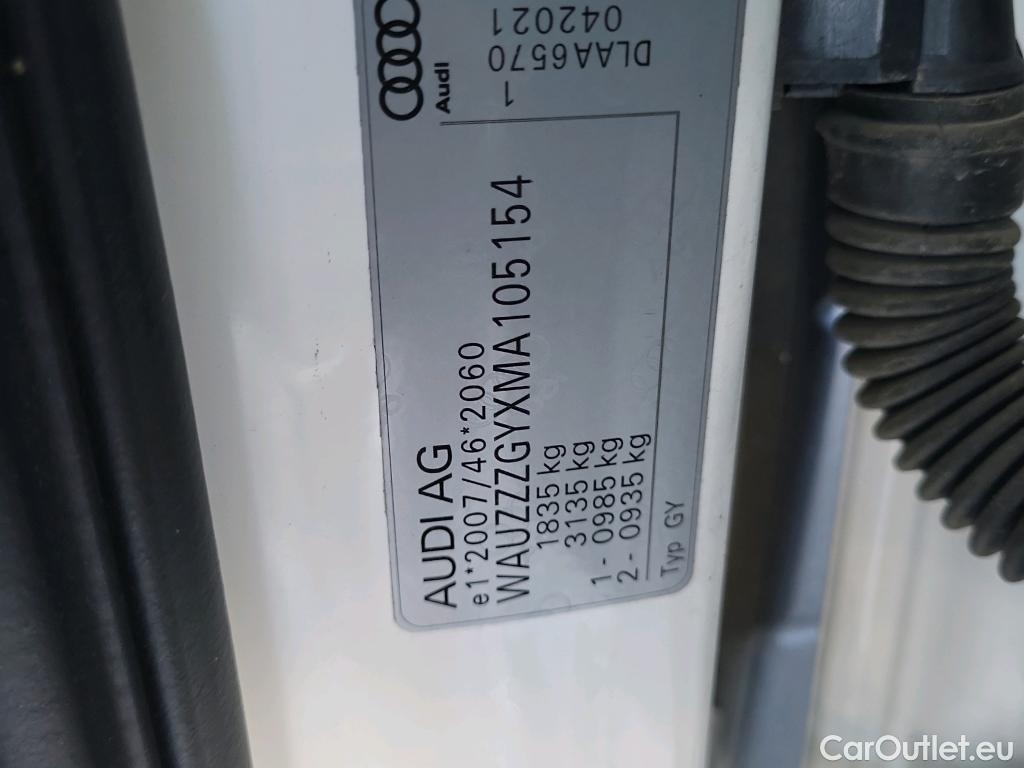 AUDI AG
e1*2007/46*2060
WAUZZZGYXMA105154
1835 kg
3135 kg
1 - 0985 kg
2 - 0935 kg
Typ GY
Audi
1
DLAA6570
042021
CarOutlet.eu